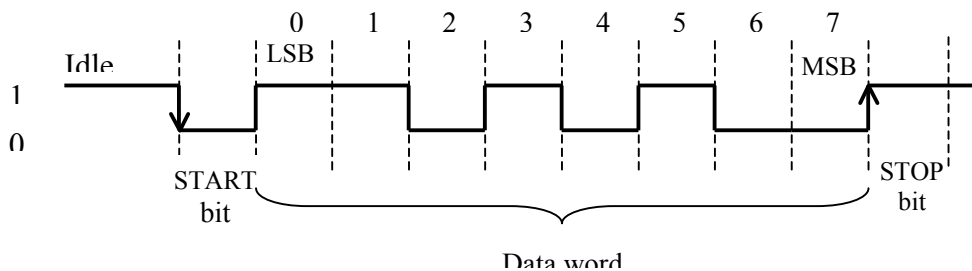 0 1 2 3 4 5 6 7
LSB
Idle
MSB
1
0
START
bit
STOP
bit
Data word